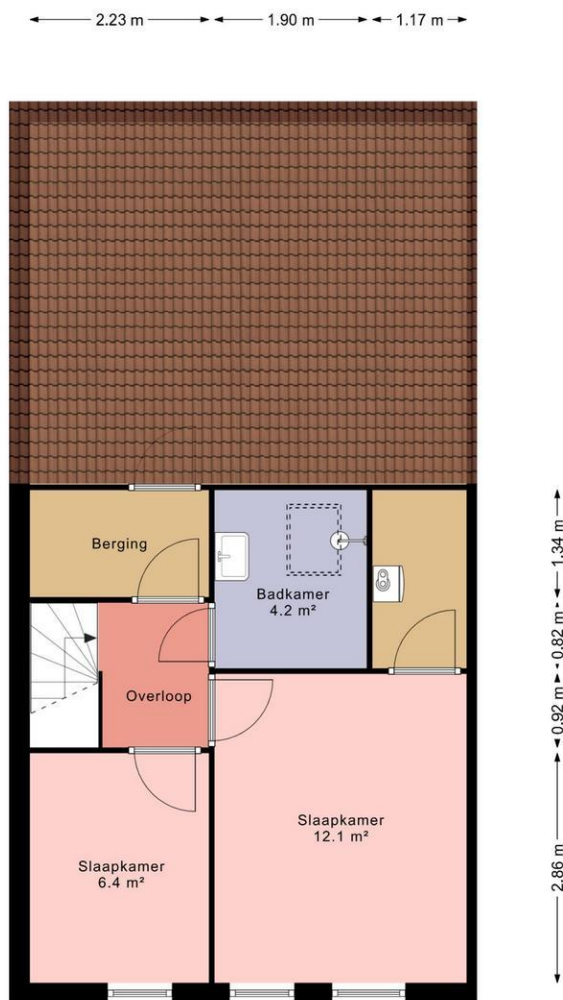 2.23 m
1.90 m
1.17 m
Berging
1.34 m
Badkamer
4.2 m²
0.82 m
Overloop
0.92 m
Slaapkamer
12.1 m²
Slaapkamer
6.4 m²
2.86 m